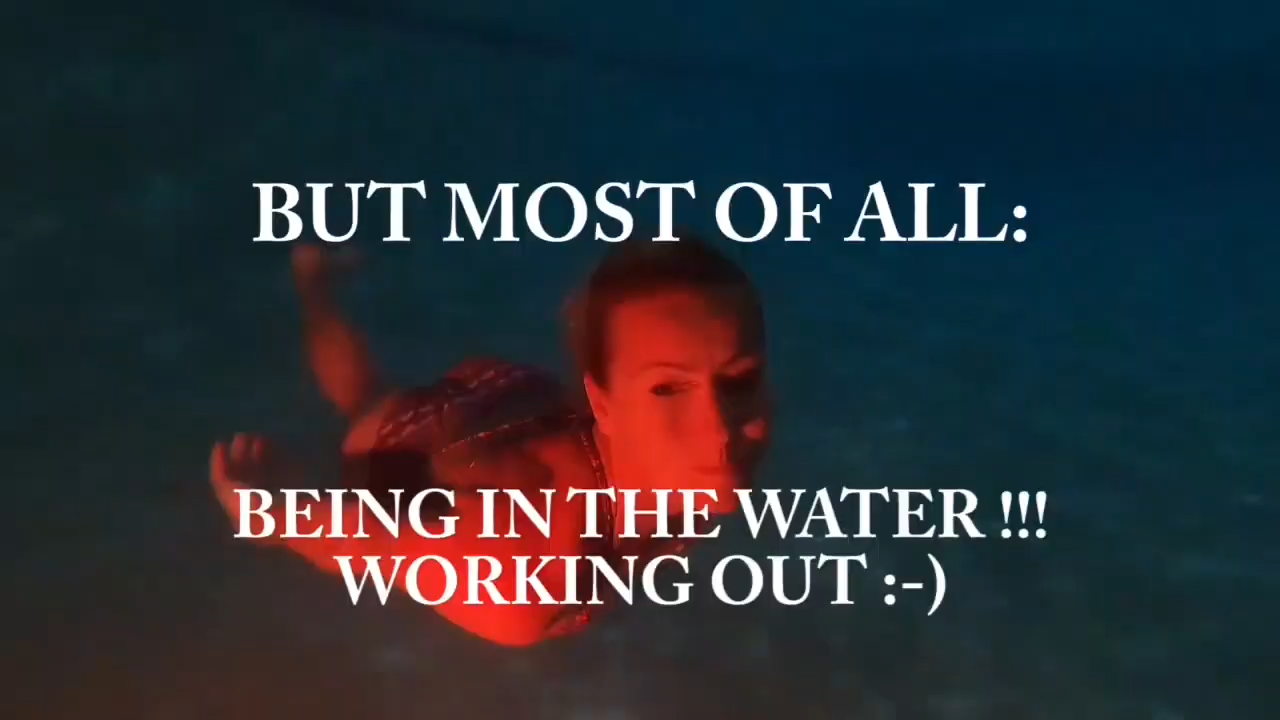 BUT MOST OF ALL:
BEING IN THE WATER !!!
WORKING OUT :-)